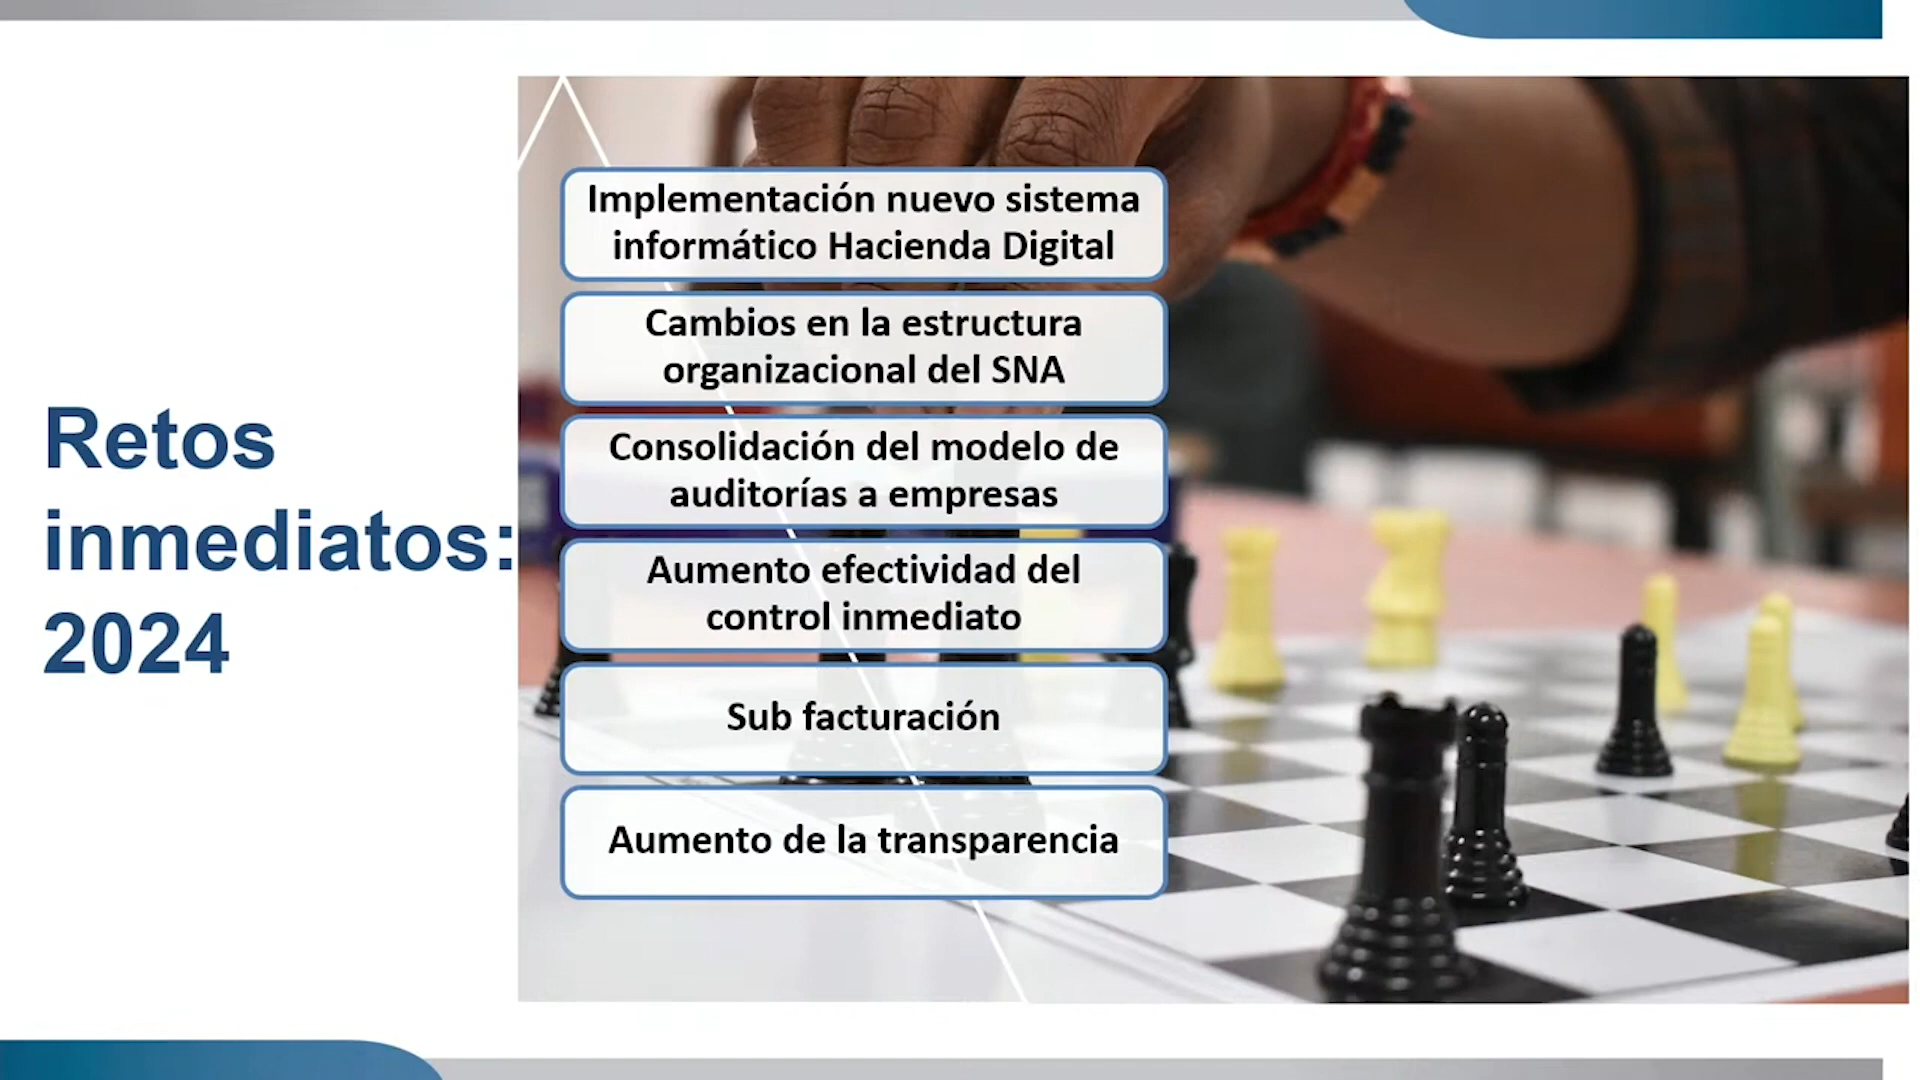 Retos
inmediatos:
2024
Implementación nuevo sistema
informático Hacienda Digital
Cambios en la estructura
organizacional del SNA
Consolidación del modelo de
auditorías a empresas
Aumento efectividad del
control inmediato
Sub facturación
Aumento de la transparencia